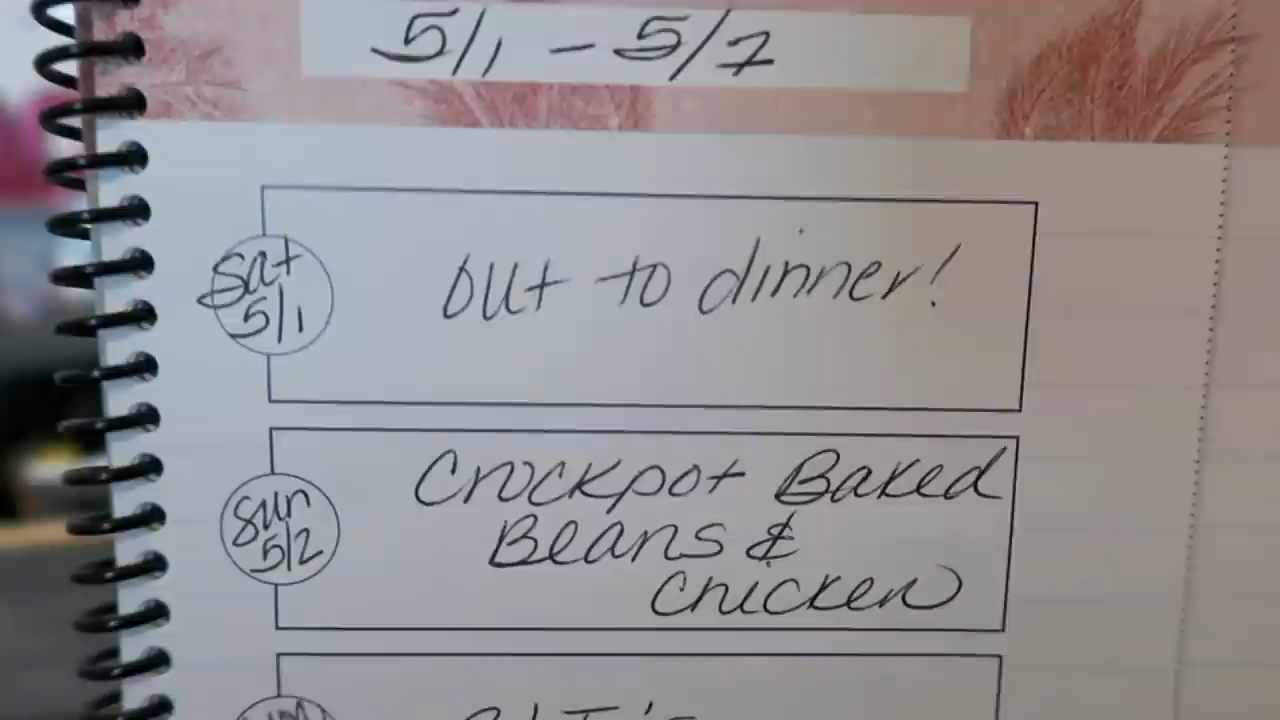 5/1 - 5/7
Sat
5/1
out to dinner!
Sun
5/2
Crockpot Baked
Beans &
Chicken